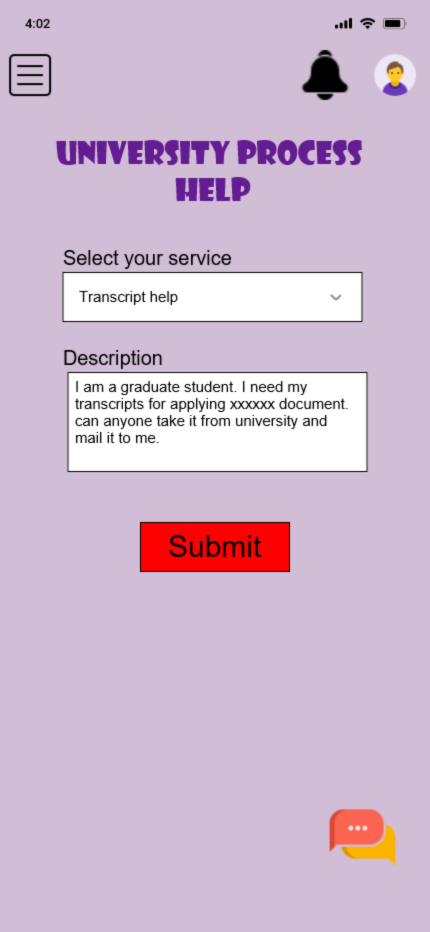 4:02
UNIVERSITY PROCESS
HELP
Select your service
Transcript help
Description
I am a graduate student. I need my
transcripts for applying xxxxxx document.
can anyone take it from university and
mail it to me.
Submit